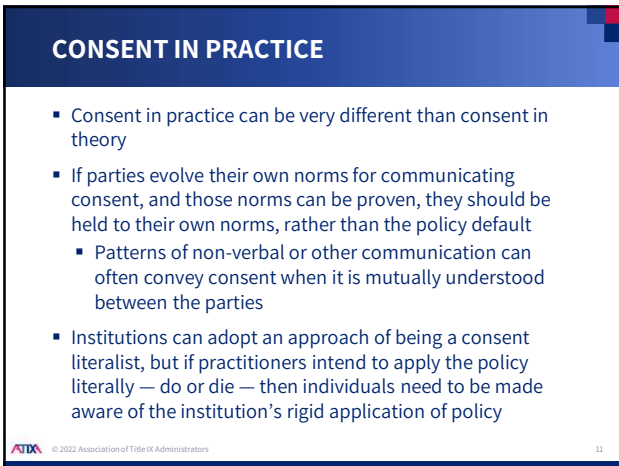 CONSENT IN PRACTICE
▪ Consent in practice can be very different than consent in
theory
▪ If parties evolve their own norms for communicating
consent, and those norms can be proven, they should be
held to their own norms, rather than the policy default
▪ Patterns of non-verbal or other communication can
often convey consent when it is mutually understood
between the parties
▪ Institutions can adopt an approach of being a consent
literalist, but if practitioners intend to apply the policy
literally — do or die — then individuals need to be made
aware of the institution's rigid application of policy
ATIXA © 2022 Association of Title IX Administrators 11